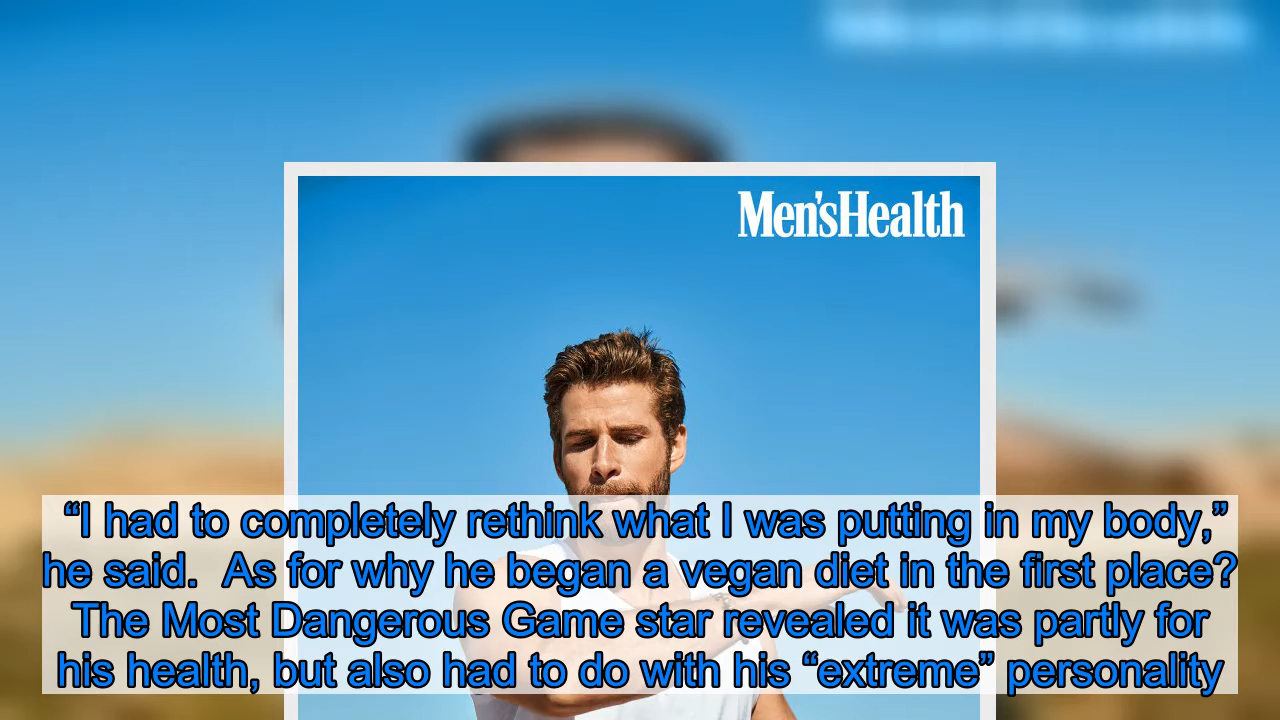 Men'sHealth
“I had to completely rethink what I was putting in my body,”
he said.  As for why he began a vegan diet in the first place?
The Most Dangerous Game star revealed it was partly for
his health, but also had to do with his “extreme” personality